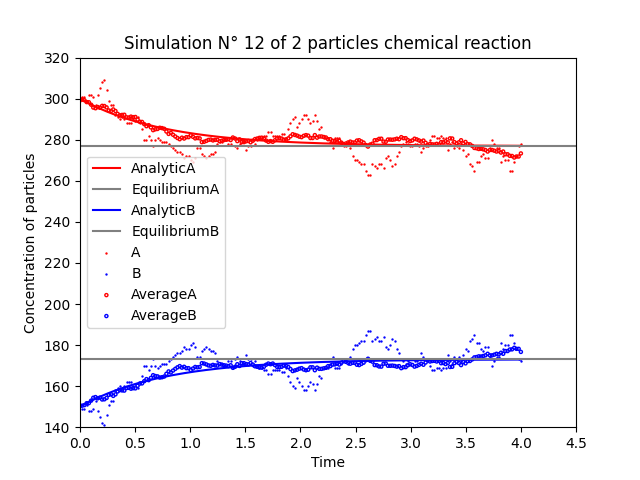 Simulation N° 12 of 2 particles chemical reaction
Concentration of particles
320
300
280
260
240
220
200
180
160
140
AnalyticA
EquilibriumA
AnalyticB
EquilibriumB
A
B
AverageA
AverageB
0.0 0.5 1.0 1.5 2.0 2.5 3.0 3.5 4.0 4.5
Time